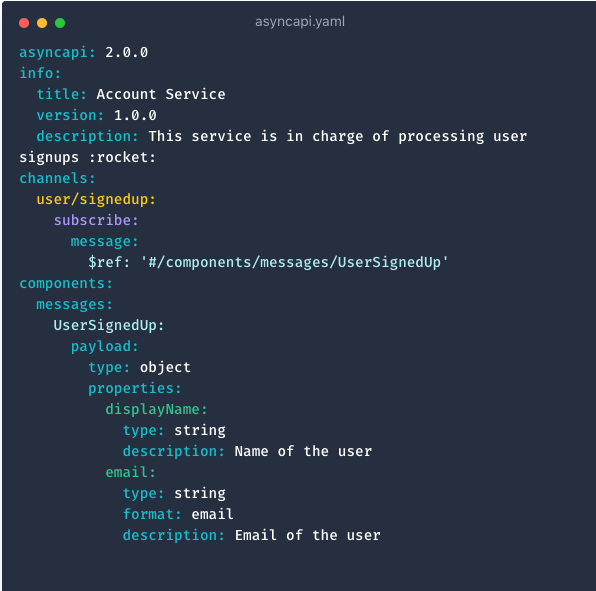 asyncapi.yaml
asyncapi: 2.0.0
info:
  title: Account Service
  version: 1.0.0
  description: This service is in charge of processing user
signups :rocket:
channels:
  user/signedup:
    subscribe:
      message:
        $ref: '#/components/messages/UserSignedUp'
components:
  messages:
    UserSignedUp:
      payload:
        type: object
        properties:
          displayName:
            type: string
            description: Name of the user
          email:
            type: string
            format: email
            description: Email of the user